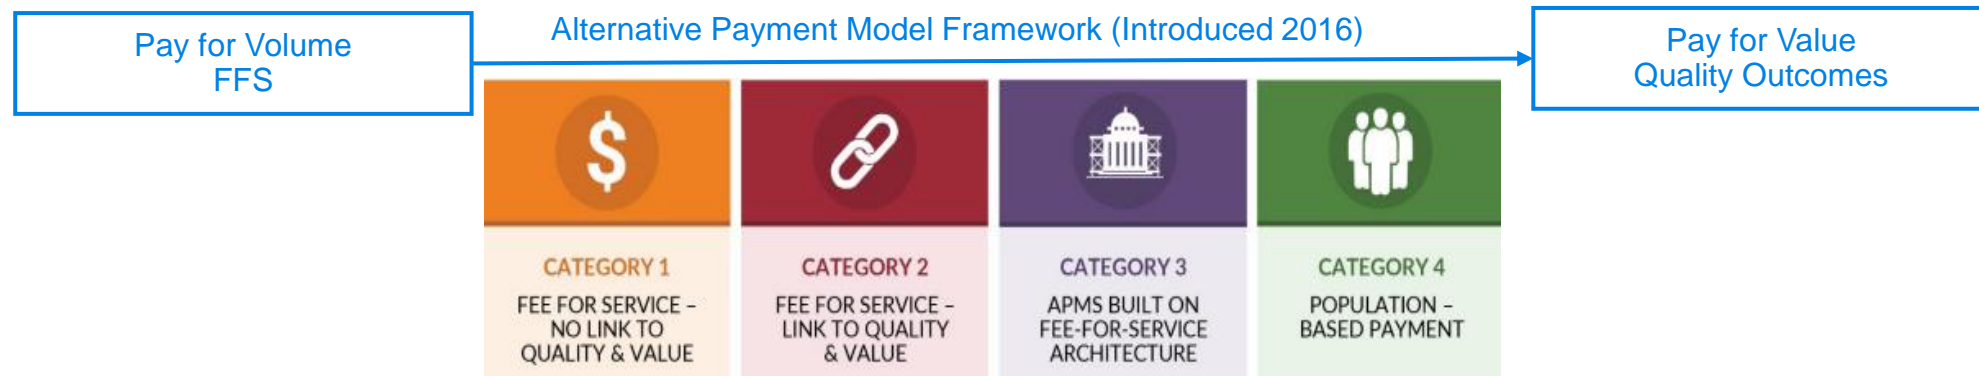 Pay for Volume
FFS
Alternative Payment Model Framework (Introduced 2016)
Pay for Value
Quality Outcomes
$
CATEGORY 1
FEE FOR SERVICE –
NO LINK TO
QUALITY & VALUE
CATEGORY 2
FEE FOR SERVICE –
LINK TO QUALITY
& VALUE
CATEGORY 3
APMS BUILT ON
FEE-FOR-SERVICE
ARCHITECTURE
CATEGORY 4
POPULATION –
BASED PAYMENT